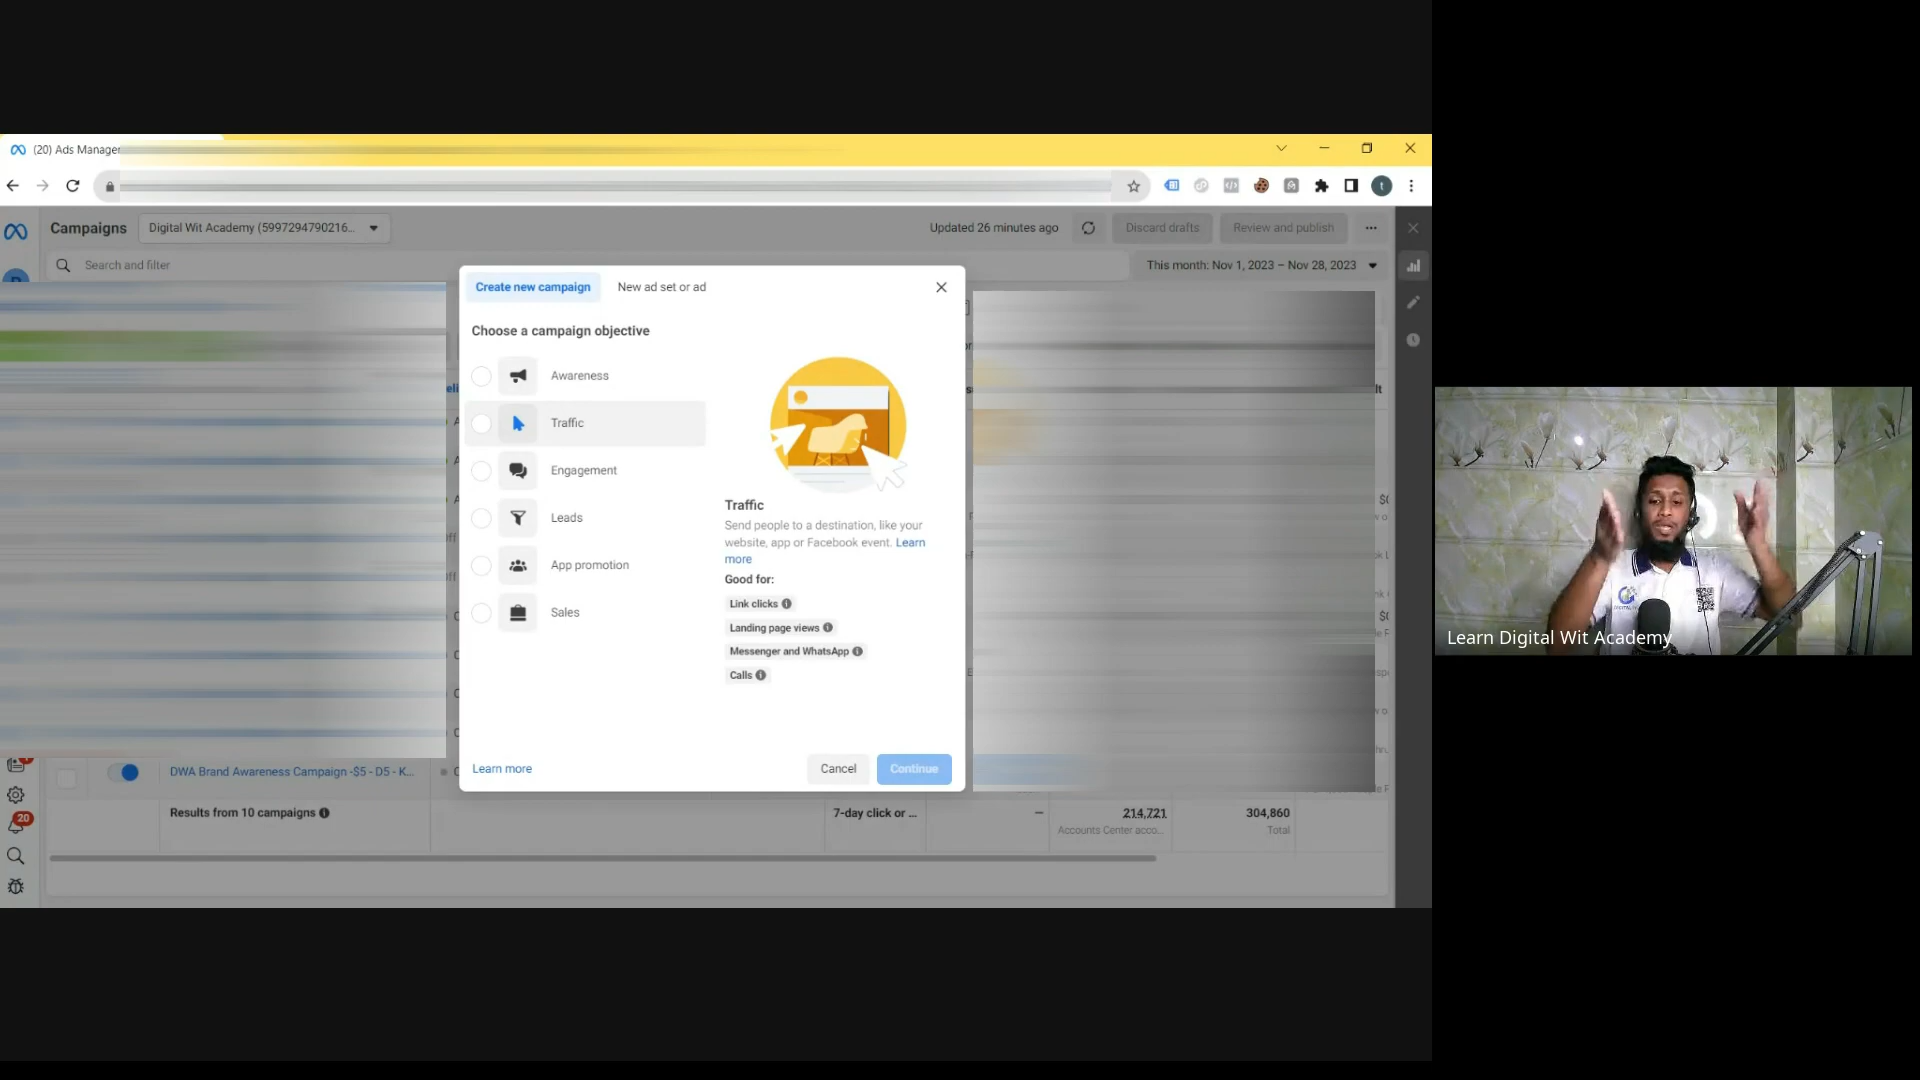 (20) Ads Manager
Campaigns
Digital Wit Academy (5997294790216...
Updated 26 minutes ago
Discard drafts
Review and publish
Search and filter
This month: Nov 1, 2023 – Nov 28, 2023
Create new campaign
New ad set or ad
Choose a campaign objective
Awareness
Traffic
Engagement
Leads
App promotion
Sales
Traffic
Send people to a destination, like your
website, app or Facebook event. Learn
more
Good for:
Link clicks
Landing page views
Messenger and WhatsApp
Calls
Learn more
Cancel
Continue
DWA Brand Awareness Campaign -$5 - D5 - K...
Results from 10 campaigns
7-day click or ...
—
214,721
Accounts Center acco...
304,860
Total
20
t
Learn Digital Wit Academy